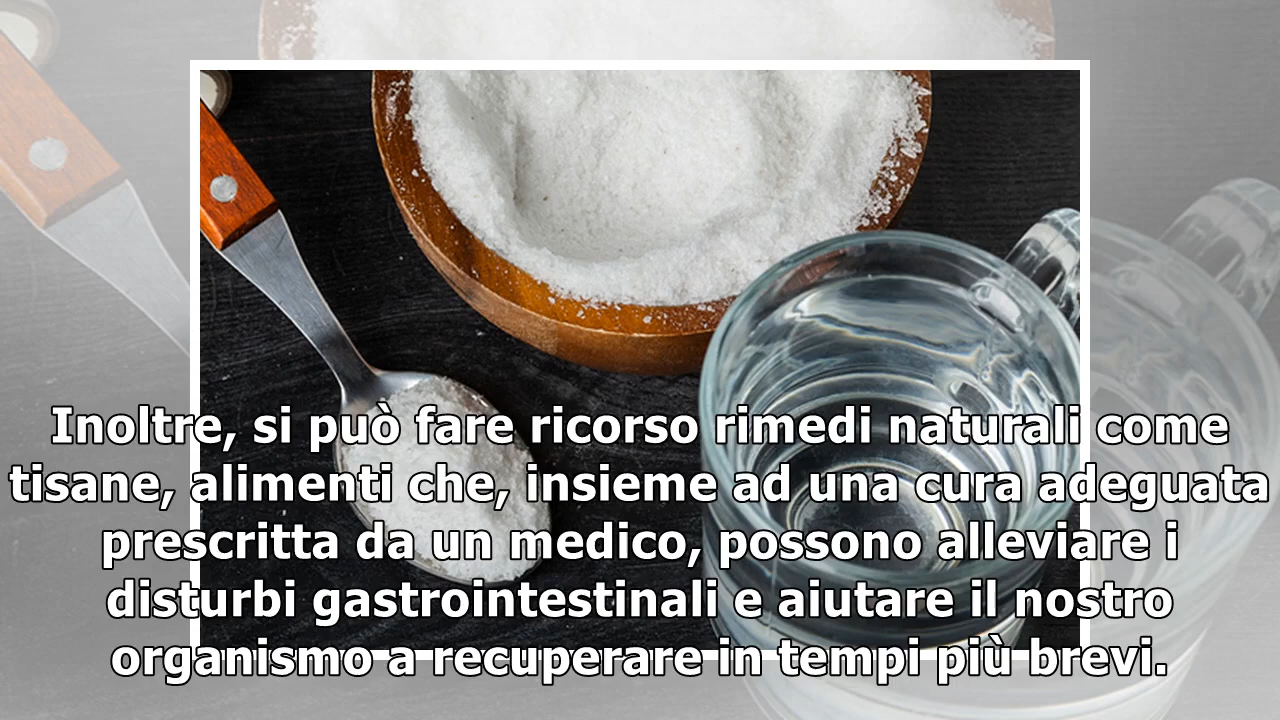 Inoltre, si può fare ricorso rimedi naturali come
tisane, alimenti che, insieme ad una cura adeguata
prescritta da un medico, possono alleviare i
disturbi gastrointestinali e aiutare il nostro
organismo a recuperare in tempi più brevi.